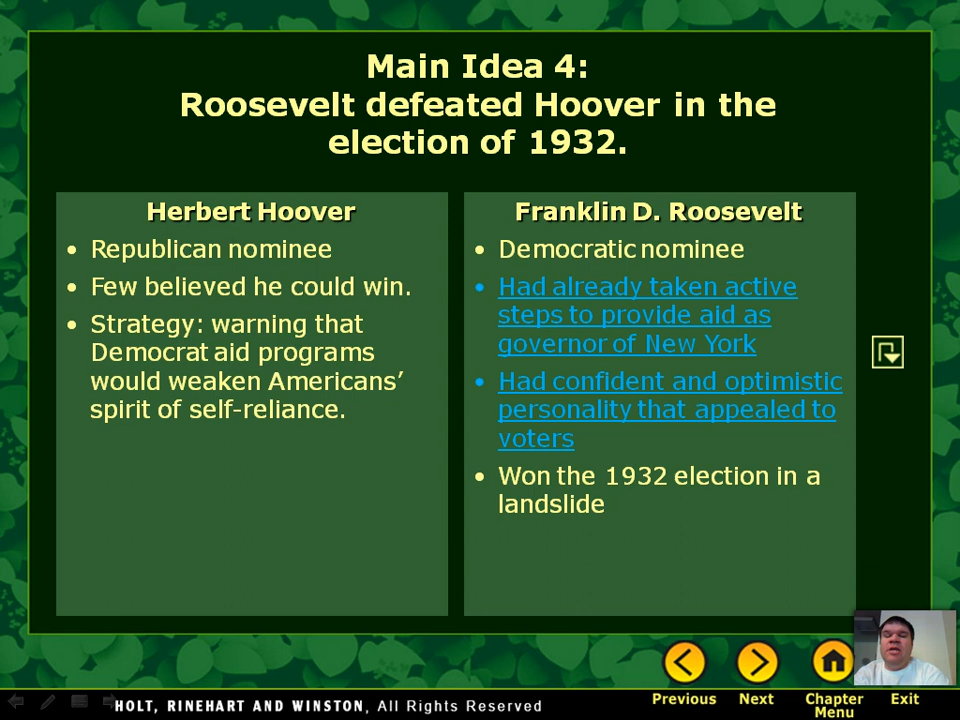 Main Idea 4:
Roosevelt defeated Hoover in the
election of 1932.
Herbert Hoover
• Republican nominee
• Few believed he could win.
• Strategy: warning that
Democrat aid programs
would weaken Americans’
spirit of self-reliance.
Franklin D. Roosevelt
• Democratic nominee
• Had already taken active
steps to provide aid as
governor of New York
• Had confident and optimistic
personality that appealed to
voters
• Won the 1932 election in a
landslide
Previous
Next
Chapter
Menu
Exit
HOLT, RINEHART AND WINSTON, All Rights Reserved